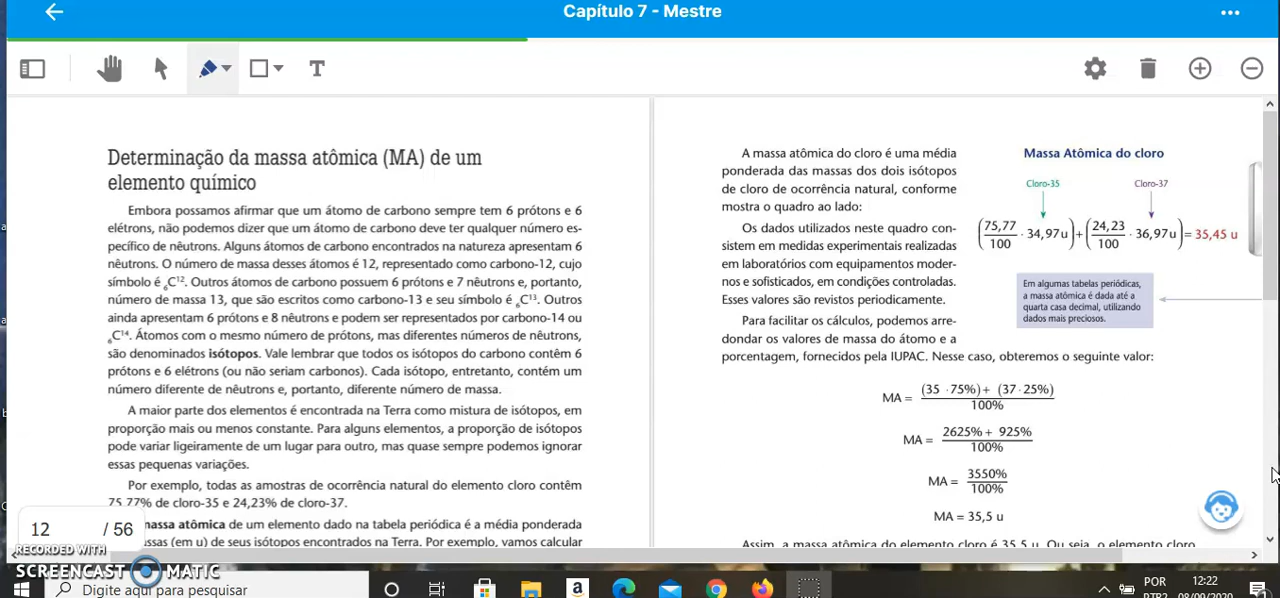 Capítulo 7 - Mestre
Determinação da massa atômica (MA) de um
elemento químico
Embora possamos afirmar que um átomo de carbono sempre tem 6 prótons e 6
elétrons, não podemos dizer que um átomo de carbono deve ter qualquer número es-
pecífico de nêutrons. Alguns átomos de carbono encontrados na natureza apresentam 6
nêutrons. O número de massa desses átomos é 12, representado como carbono-12, cujo
símbolo é ₆C¹². Outros átomos de carbono possuem 6 prótons e 7 nêutrons e, portanto,
número de massa 13, que são escritos como carbono-13 e seu símbolo é ₆C¹³. Outros
ainda apresentam 6 prótons e 8 nêutrons e podem ser representados por carbono-14 ou
₆C¹⁴. Átomos com o mesmo número de prótons, mas diferentes números de nêutrons,
são denominados isótopos. Vale lembrar que todos os isótopos do carbono contêm 6
prótons e 6 elétrons (ou não seriam carbonos). Cada isótopo, entretanto, contém um
número diferente de nêutrons e, portanto, diferente número de massa.
A maior parte dos elementos é encontrada na Terra como mistura de isótopos, em
proporção mais ou menos constante. Para alguns elementos, a proporção de isótopos
pode variar ligeiramente de um lugar para outro, mas quase sempre podemos ignorar
essas pequenas variações.
Por exemplo, todas as amostras de ocorrência natural do elemento cloro contêm
75,77% de cloro-35 e 24,23% de cloro-37.
massa atômica de um elemento dado na tabela periódica é a média ponderada
ssas (em u) de seus isótopos encontrados na Terra. Por exemplo, vamos calcular
12 / 56
A massa atômica do cloro é uma média
ponderada das massas dos dois isótopos
de cloro de ocorrência natural, conforme
mostra o quadro ao lado:
Os dados utilizados neste quadro con-
sistem em medidas experimentais realizadas
em laboratórios com equipamentos moder-
nos e sofisticados, em condições controladas.
Esses valores são revistos periodicamente.
Para facilitar os cálculos, podemos arre-
dondar os valores de massa do átomo e a
porcentagem, fornecidos pela IUPAC. Nesse caso, obteremos o seguinte valor:
Massa Atômica do cloro
Cloro-35 Cloro-37
(75,77/100 · 34,97u) + (24,23/100 · 36,97u) = 35,45 u
Em algumas tabelas periódicas,
a massa atômica é dada até a
quarta casa decimal, utilizando
dados mais preciosos.
MA = (35 · 75%) + (37 · 25%) / 100%
MA = 2625% + 925% / 100%
MA = 3550% / 100%
MA = 35,5 u
Assim, a massa atômica do elemento cloro é 35,5 u. Ou seja, o elemento cloro
RECORDED WITH
SCREENCAST MATIC
Digite aqui para pesquisar
POR
PTB2
12:22
08/09/2020